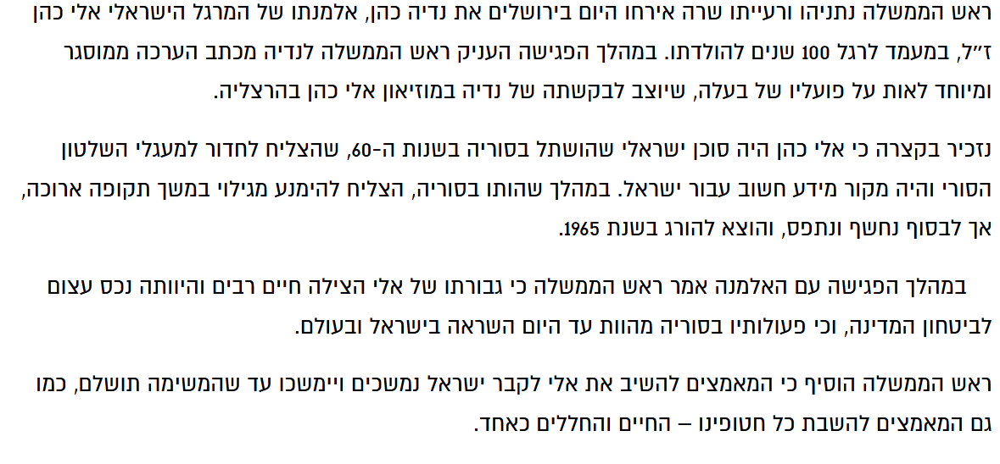 ראש הממשלה נתניהו ורעייתו שרה אירחו היום בירושלים את נדיה כהן, אלמנתו של המרגל הישראלי אלי כהן
ז״ל, במעמד לרגל 100 שנים להולדתו. במהלך הפגישה העניק ראש הממשלה לנדיה מכתב הערכה ממוסגר
ומיוחד לאות על פועליו של בעלה, שיוצב לבקשתה של נדיה במוזיאון אלי כהן בהרצליה.
נזכיר בקצרה כי אלי כהן היה סוכן ישראלי שהושתל בסוריה בשנות ה-60, שהצליח לחדור למעגלי השלטון
הסורי והיה מקור מידע חשוב עבור ישראל. במהלך שהותו בסוריה, הצליח להימנע מגילוי במשך תקופה ארוכה,
אך לבסוף נחשף ונתפס, והוצא להורג בשנת 1965.
במהלך הפגישה עם האלמנה אמר ראש הממשלה כי גבורתו של אלי הצילה חיים רבים והיוותה נכס עצום
לביטחון המדינה, וכי פעולותיו בסוריה מהוות עד היום השראה בישראל ובעולם.
ראש הממשלה הוסיף כי המאמצים להשיב את אלי לקבר ישראל נמשכים ויימשכו עד שהמשימה תושלם, כמו
גם המאמצים להשבת כל חטופינו – החיים והחללים כאחד.